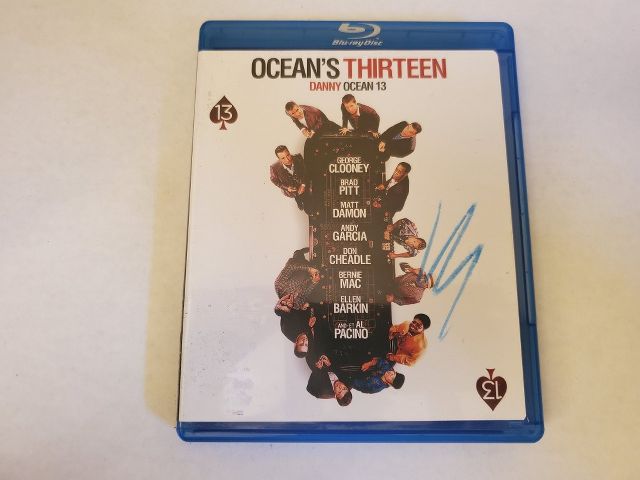 Blu-ray Disc
OCEAN'S THIRTEEN
DANNY OCEAN 13
13
GEORGE
CLOONEY
BRAD
PITT
MATT
DAMON
ANDY
GARCIA
DON
CHEADLE
BERNIE
MAC
ELLEN
BARKIN
AND·ET AL
PACINO
13